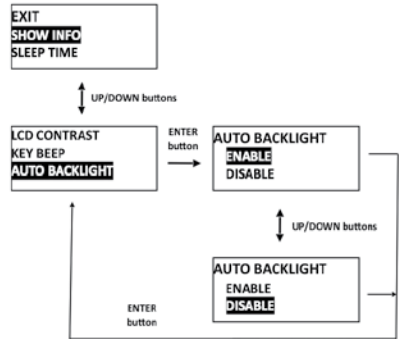 EXIT
SHOW INFO
SLEEP TIME
UP/DOWN buttons
LCD CONTRAST
KEY BEEP
AUTO BACKLIGHT
ENTER
button
AUTO BACKLIGHT
ENABLE
DISABLE
UP/DOWN buttons
AUTO BACKLIGHT
ENABLE
DISABLE
ENTER
button